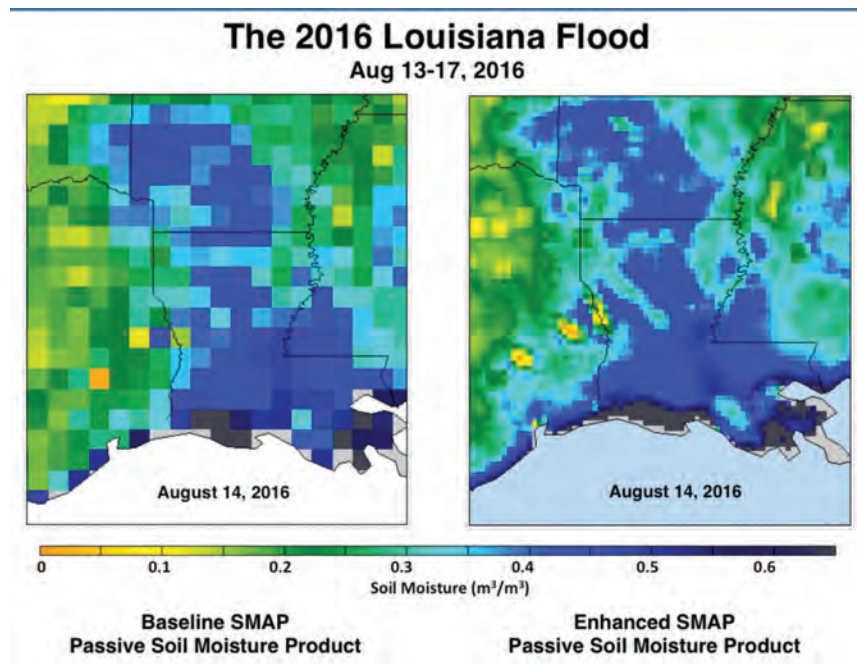 The 2016 Louisiana Flood
Aug 13-17, 2016
August 14, 2016
August 14, 2016
0 0.1 0.2 0.3 0.4 0.5 0.6
Soil Moisture (m³/m³)
Baseline SMAP
Passive Soil Moisture Product
Enhanced SMAP
Passive Soil Moisture Product